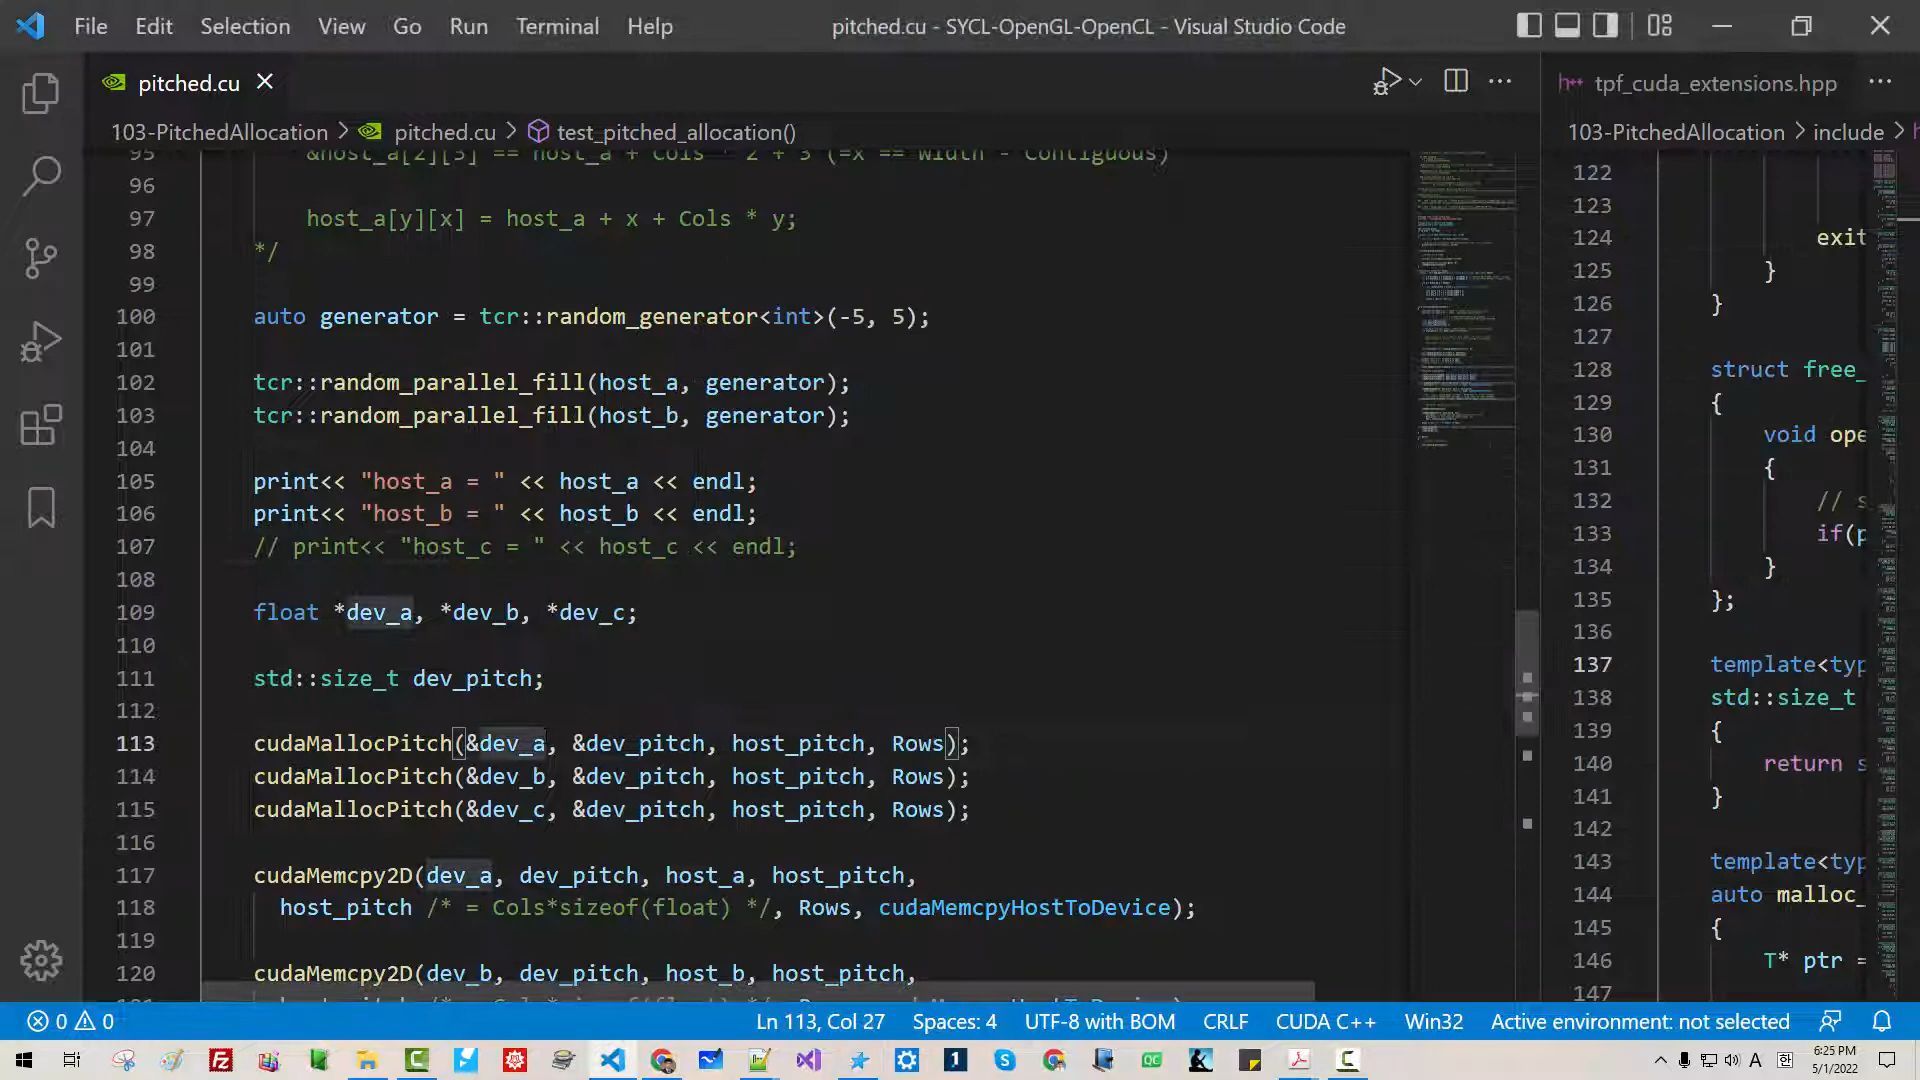 File Edit Selection View Go Run Terminal Help pitched.cu - SYCL-OpenGL-OpenCL - Visual Studio Code
pitched.cu
103-PitchedAllocation > pitched.cu > test_pitched_allocation()
95 &host_a[2][3] == host_a + Cols * 2 + 3 (=x == Width - Contiguous)
96
97 host_a[y][x] = host_a + x + Cols * y;
98 */
99
100 auto generator = tcr::random_generator<int>(-5, 5);
101
102 tcr::random_parallel_fill(host_a, generator);
103 tcr::random_parallel_fill(host_b, generator);
104
105 print<< "host_a = " << host_a << endl;
106 print<< "host_b = " << host_b << endl;
107 // print<< "host_c = " << host_c << endl;
108
109 float *dev_a, *dev_b, *dev_c;
110
111 std::size_t dev_pitch;
112
113 cudaMallocPitch(&dev_a, &dev_pitch, host_pitch, Rows);
114 cudaMallocPitch(&dev_b, &dev_pitch, host_pitch, Rows);
115 cudaMallocPitch(&dev_c, &dev_pitch, host_pitch, Rows);
116
117 cudaMemcpy2D(dev_a, dev_pitch, host_a, host_pitch,
118 host_pitch /* = Cols*sizeof(float) */, Rows, cudaMemcpyHostToDevice);
119
120 cudaMemcpy2D(dev_b, dev_pitch, host_b, host_pitch,
tpf_cuda_extensions.hpp
103-PitchedAllocation > include >
122
123
124 exit
125 }
126 }
127
128 struct free_
129 {
130 void ope
131 {
132 // s
133 if(p
134 }
135 };
136
137 template<typ
138 std::size_t
139 {
140 return s
141 }
142
143 template<typ
144 auto malloc_
145 {
146 T* ptr =
147
0 0 Ln 113, Col 27 Spaces: 4 UTF-8 with BOM CRLF CUDA C++ Win32 Active environment: not selected
A 한 6:25 PM
5/1/2022